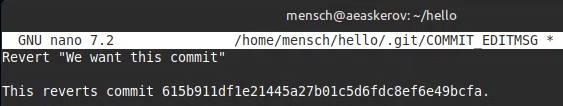 mensch@aeaskerov: ~/hello
GNU nano 7.2 /home/mensch/hello/.git/COMMIT_EDITMSG *
Revert "We want this commit"
This reverts commit 615b911df1e21445a27b01c5d6fdc8ef6e49bcfa.